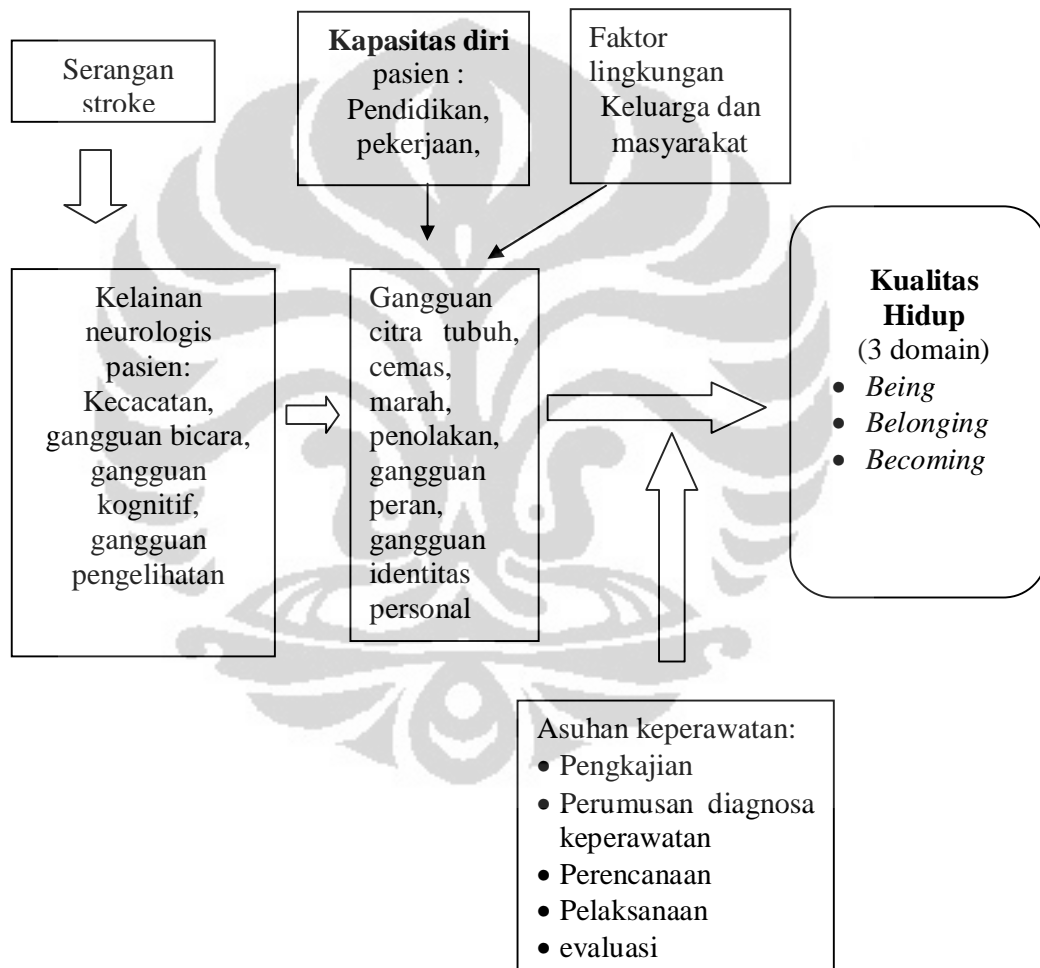 Serangan
stroke
Kapasitas diri
pasien :
Pendidikan,
pekerjaan,
Faktor
lingkungan
Keluarga dan
masyarakat
Kelainan
neurologis
pasien:
Kecacatan,
gangguan bicara,
gangguan
kognitif,
gangguan
pengelihatan
Gangguan
citra tubuh,
cemas,
marah,
penolakan,
gangguan
peran,
gangguan
identitas
personal
Kualitas
Hidup
(3 domain)
• Being
• Belonging
• Becoming
Asuhan keperawatan:
• Pengkajian
• Perumusan diagnosa
keperawatan
• Perencanaan
• Pelaksanaan
• evaluasi